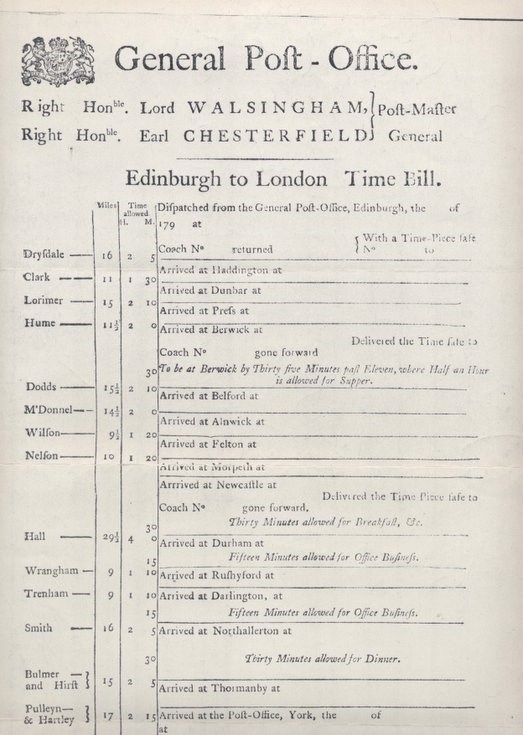 General Poſt - Office.
Right Honble. Lord WALSINGHAM, } Poſt-Maſter
Right Honble. Earl CHESTERFIELD } General
Edinburgh to London Time Bill.
Miles Time allowed H. M. Diſpatched from the General Poſt-Office, Edinburgh, the of
179 at
{ With a Time-Piece ſafe
Dryſdale — 16 2 5 Coach No returned { No to
Arrived at Haddington at
Clark — 11 1 30
Arrived at Dunbar at
Lorimer — 15 2 10
Arrived at Preſs at
Hume — 11½ 2 0
Arrived at Berwick at
Delivered the Time ſafe to
Coach No gone forward
30 To be at Berwick by Thirty five Minutes paſt Eleven, where Half an Hour
is allowed for Supper.
Dodds — 15½ 2 10
Arrived at Belford at
M'Donnel — 14½ 2 0
Arrived at Alnwick at
Wilſon — 9½ 1 20
Arrived at Felton at
Nelſon — 10 1 20
Arrived at Morpeth at
Arrrived at Newcaſtle at
Delivered the Time Piece ſafe to
Coach No gone forward,
30 Thirty Minutes allowed for Breakfaſt, &c.
Hall — 29½ 4 0
Arrived at Durham at
15 Fifteen Minutes allowed for Office Buſineſs.
Wrangham — 9 1 10 Arrived at Ruſhyford at
Trenham — 9 1 10 Arrived at Darlington, at
15 Fifteen Minutes allowed for Office Buſineſs.
Smith — 16 2 5 Arrived at Northallerton at
30 Thirty Minutes allowed for Dinner.
Bulmer — }
and Hirſt } 15 2 5 Arrived at Thormanby at
Pulleyn — }
& Hartley } 17 2 15 Arrived at the Poſt-Office, York, the of
at